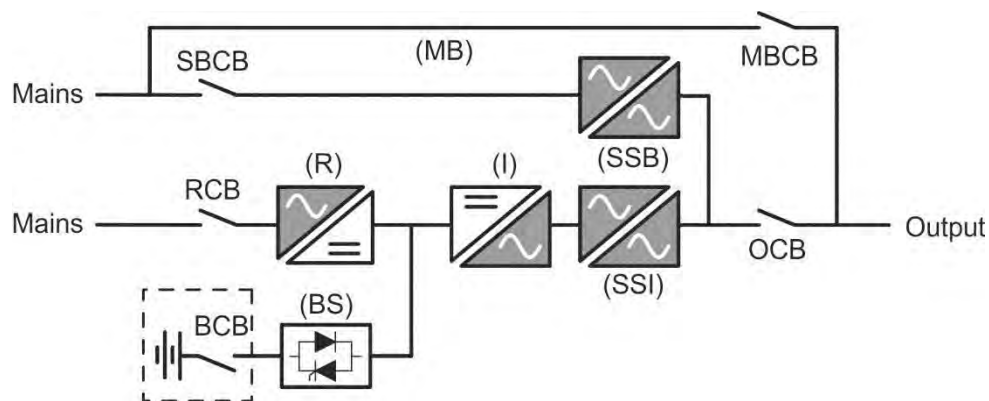 (MB)
MBCB
SBCB
Mains
(SSB)
(R)
(I)
RCB
Mains
Output
OCB
(SSI)
(BS)
BCB